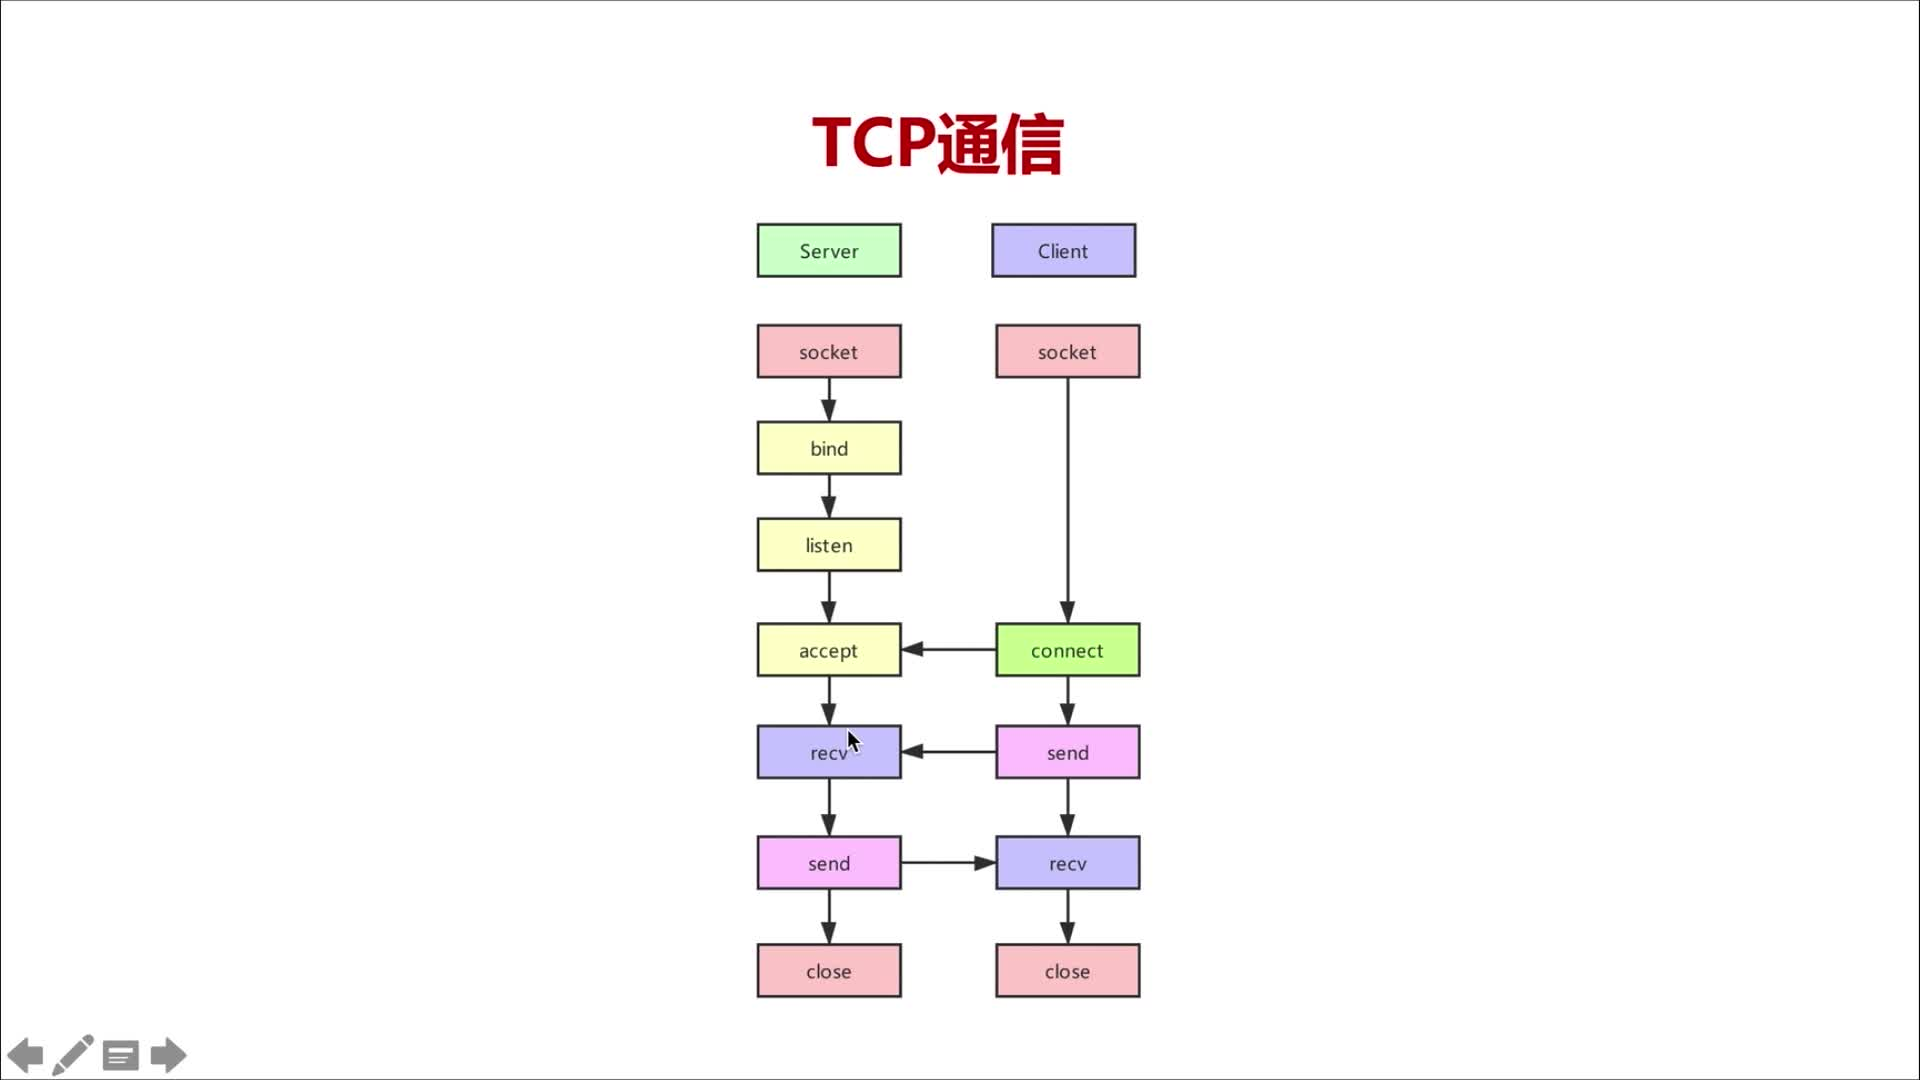 TCP通信
Server
Client
socket
socket
bind
listen
accept
connect
recv
send
send
recv
close
close